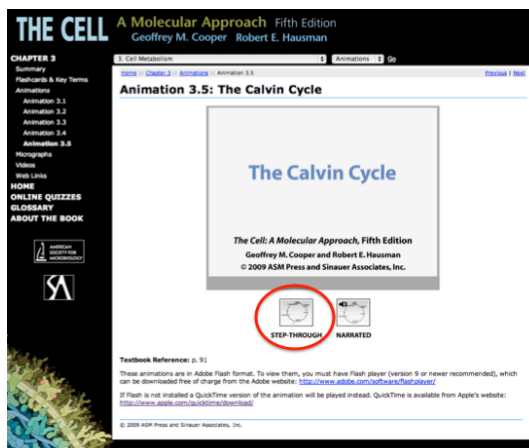 THE CELL
A Molecular Approach Fifth Edition
Geoffrey M. Cooper Robert E. Hausman
CHAPTER 3
Summary
Flashcards & Key Terms
Animations
Animation 3.1
Animation 3.2
Animation 3.3
Animation 3.4
Animation 3.5
Micrographs
Videos
Web Links
HOME
ONLINE QUIZZES
GLOSSARY
ABOUT THE BOOK
AMERICAN
SOCIETY FOR
MICROBIOLOGY
3. Cell Metabolism
Animations
Go
Home :: Chapter 3 :: Animations :: Animation 3.5
Previous | Next
Animation 3.5: The Calvin Cycle
The Calvin Cycle
The Cell: A Molecular Approach, Fifth Edition
Geoffrey M. Cooper and Robert E. Hausman
© 2009 ASM Press and Sinauer Associates, Inc.
STEP-THROUGH
NARRATED
Textbook Reference: p. 91
These animations are in Adobe Flash format. To view them, you must have Flash player (version 9 or newer recommended), which
can be downloaded free of charge from the Adobe website: http://www.adobe.com/software/flashplayer/
If Flash is not installed a QuickTime version of the animation will be played instead. QuickTime is available from Apple's website:
http://www.apple.com/quicktime/download/
© 2009 ASM Press and Sinauer Associates, Inc.